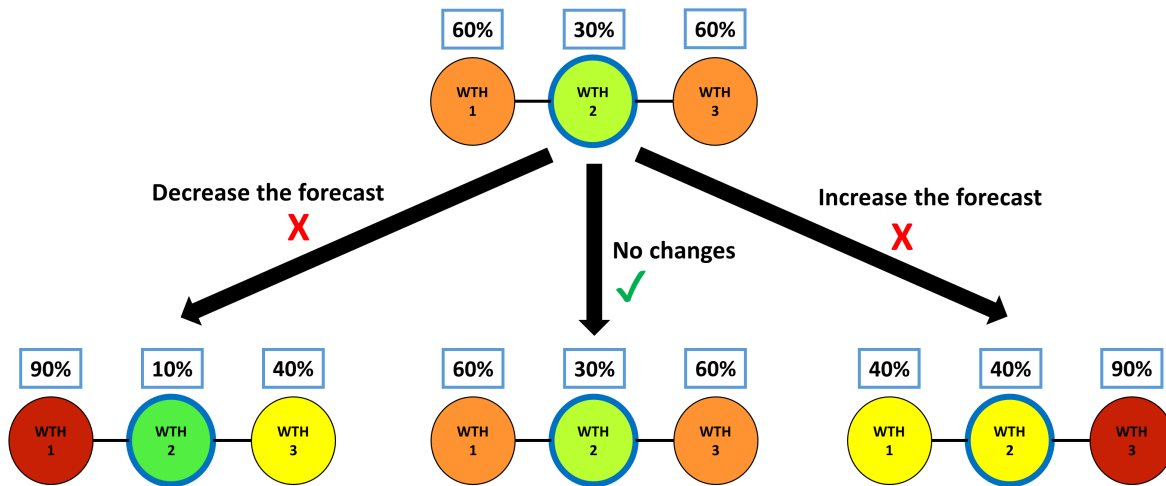 60% 30% 60%
WTH 1 WTH 2 WTH 3
Decrease the forecast
X
No changes
✓
Increase the forecast
X
90% 10% 40%
WTH 1 WTH 2 WTH 3
60% 30% 60%
WTH 1 WTH 2 WTH 3
40% 40% 90%
WTH 1 WTH 2 WTH 3